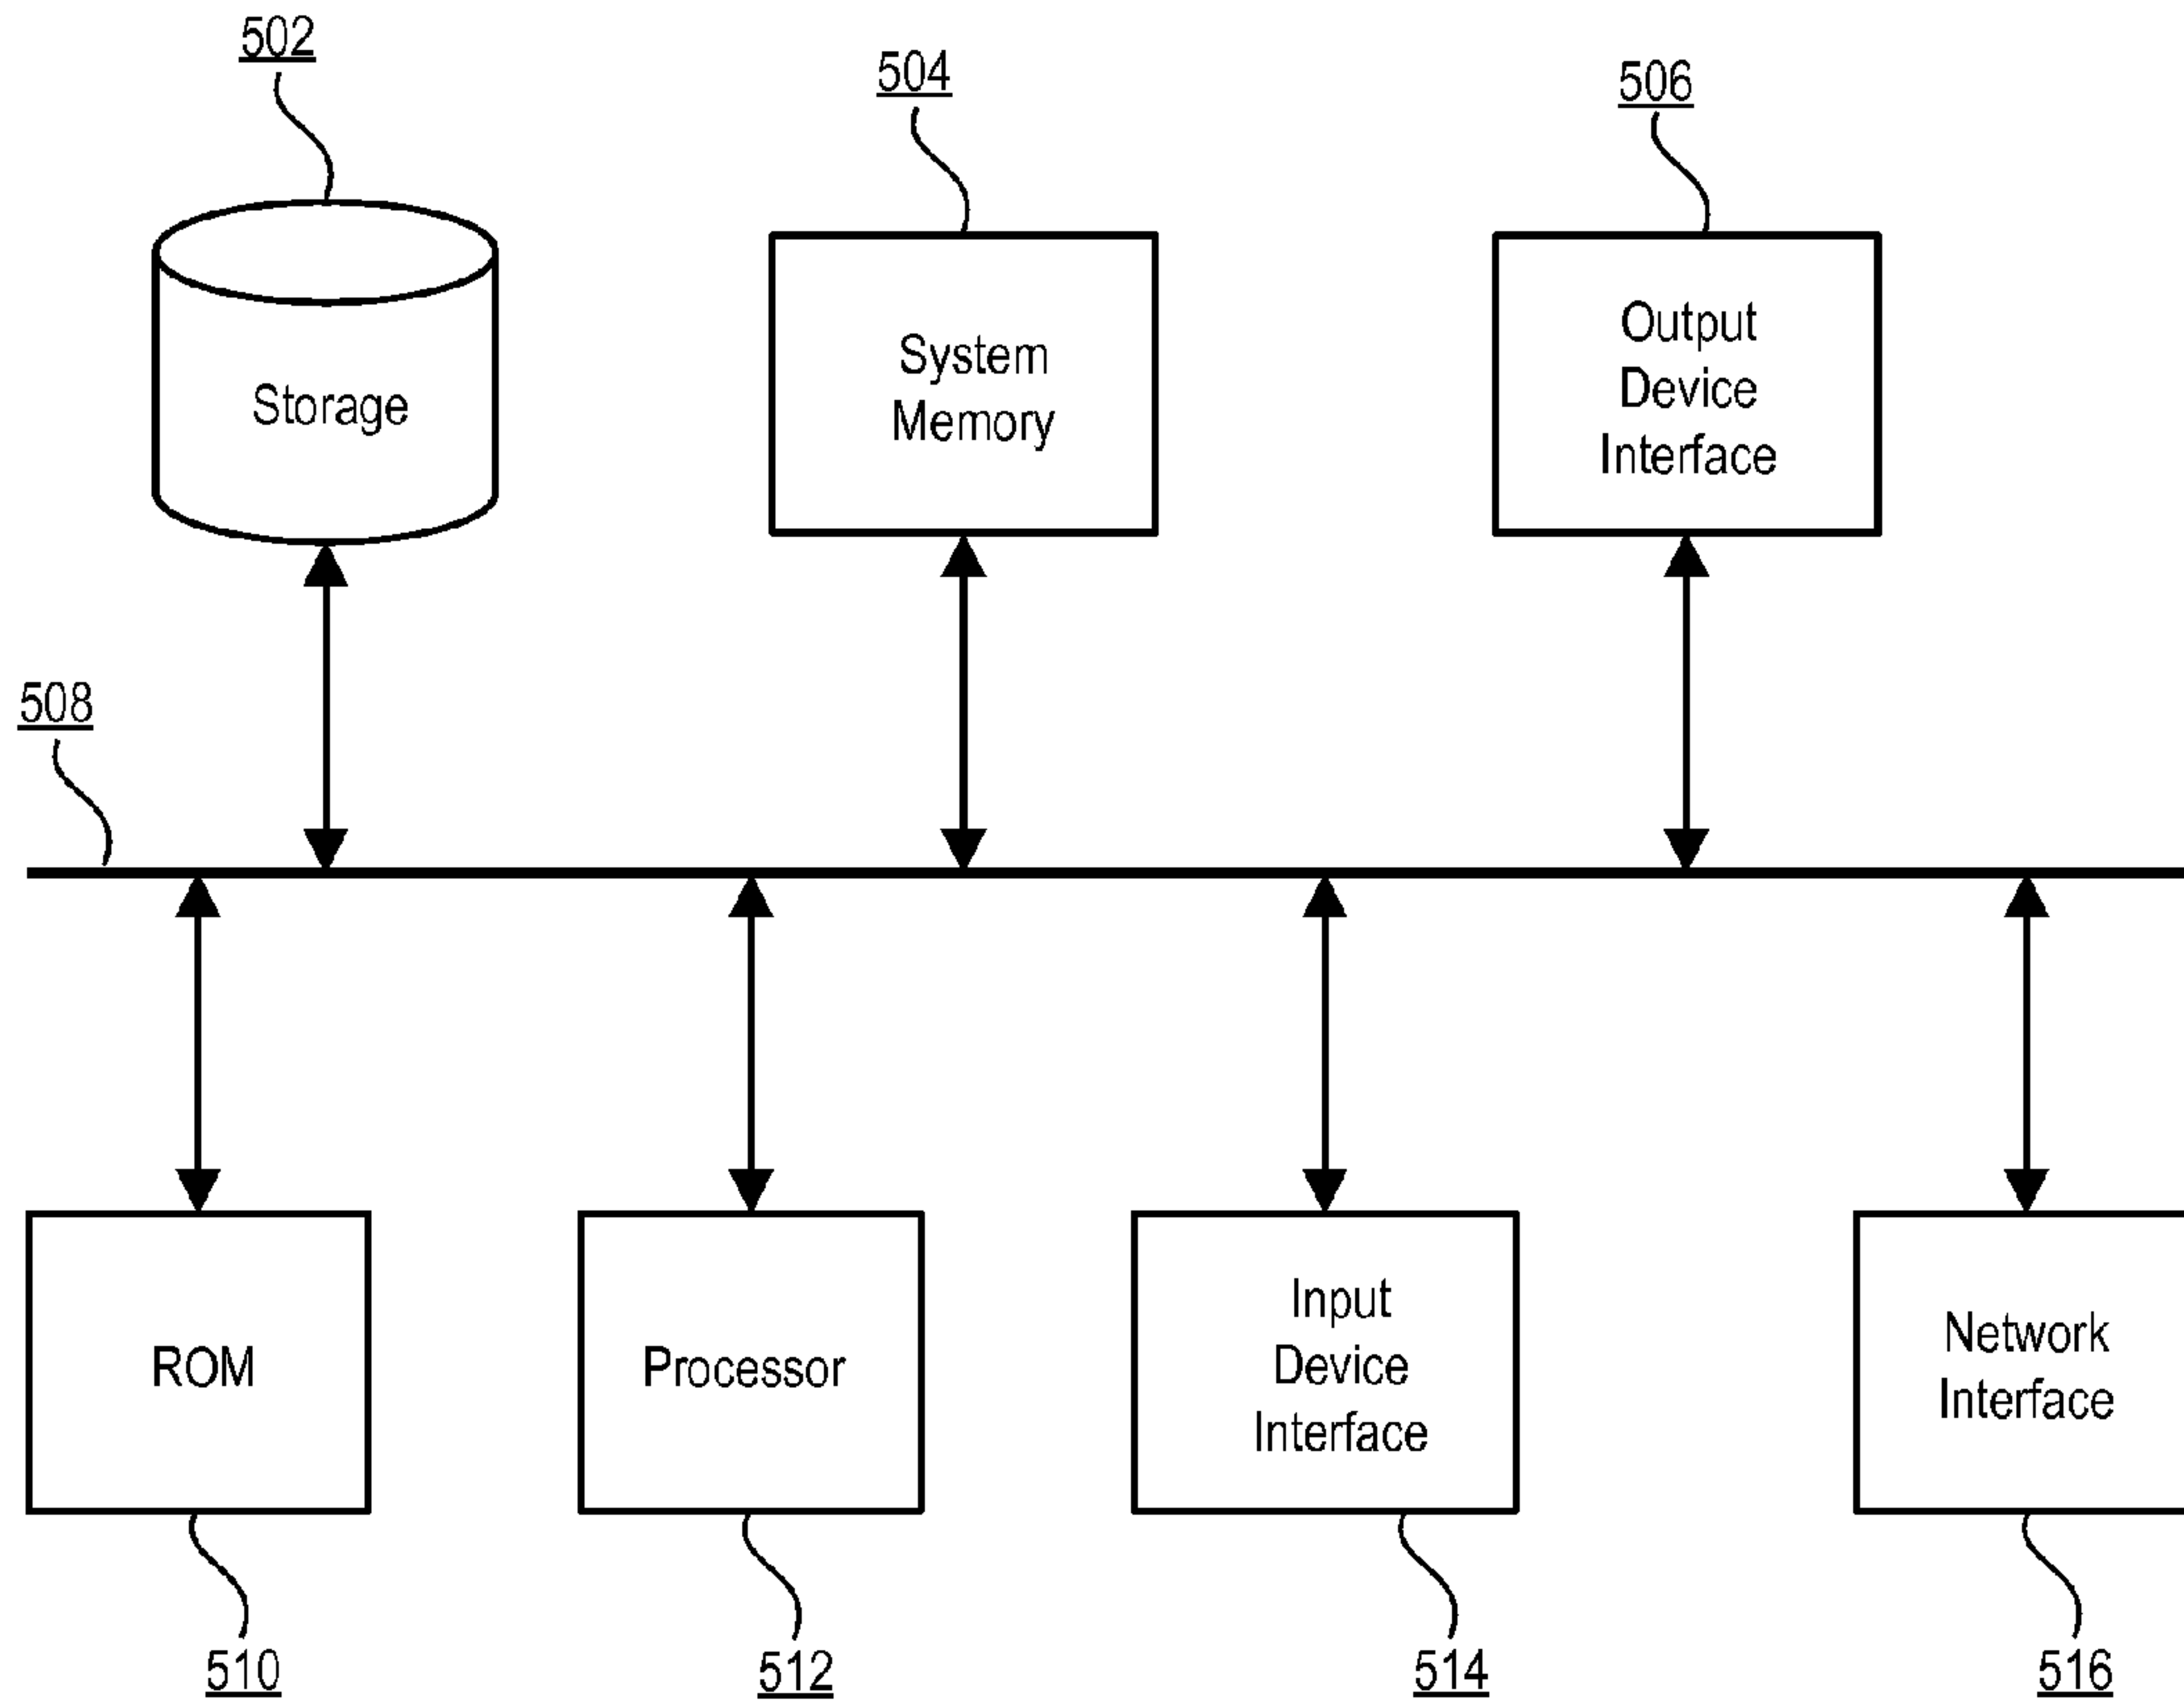 502
504
506
Storage
System
Memory
Output
Device
Interface
508
ROM
Processor
Input
Device
Interface
Network
Interface
510
512
514
516